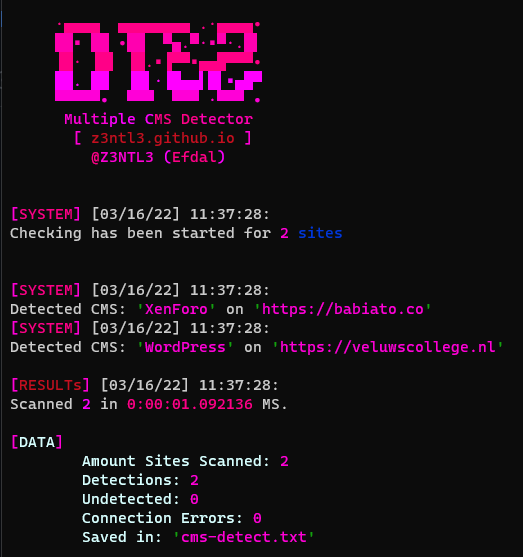 Multiple CMS Detector
[ z3ntl3.github.io ]
@Z3NTL3 (Efdal)
[SYSTEM] [03/16/22] 11:37:28:
Checking has been started for 2 sites
[SYSTEM] [03/16/22] 11:37:28:
Detected CMS: 'XenForo' on 'https://babiato.co'
[SYSTEM] [03/16/22] 11:37:28:
Detected CMS: 'WordPress' on 'https://veluwscollege.nl'
[RESULTs] [03/16/22] 11:37:28:
Scanned 2 in 0:00:01.092136 MS.
[DATA]
Amount Sites Scanned: 2
Detections: 2
Undetected: 0
Connection Errors: 0
Saved in: 'cms-detect.txt'